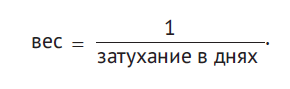 вес = 1
затухание в днях.